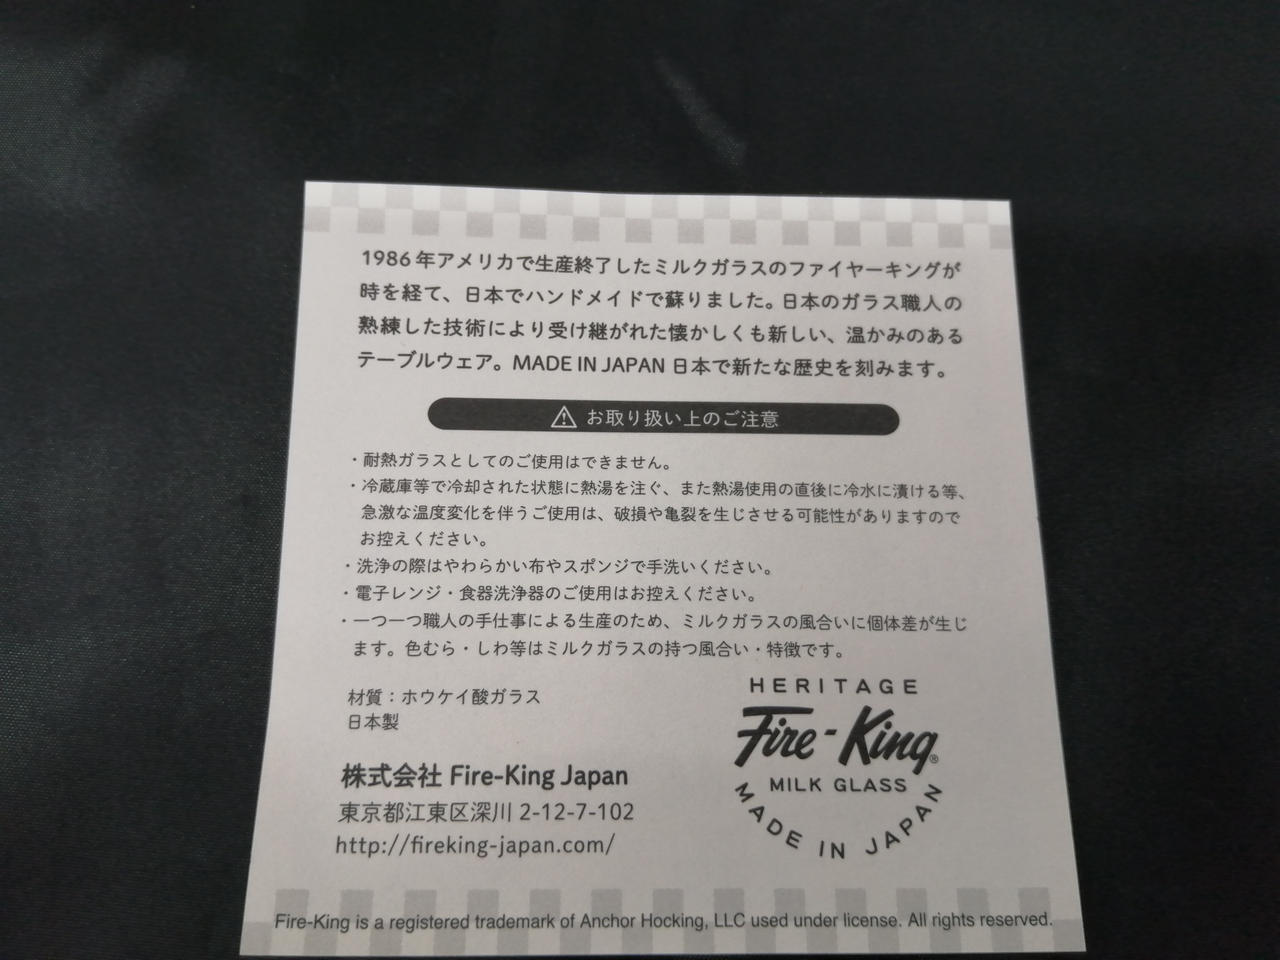 1986年アメリカで生産終了したミルクガラスのファイヤーキングが
時を経て、日本でハンドメイドで蘇りました。日本のガラス職人の
熟練した技術により受け継がれた懐かしくも新しい、温かみのある
テーブルウェア。MADE IN JAPAN 日本で新たな歴史を刻みます。
お取り扱い上のご注意
・耐熱ガラスとしてのご使用はできません。
・冷蔵庫等で冷却された状態に熱湯を注ぐ、また熱湯使用の直後に冷水に漬ける等、
急激な温度変化を伴うご使用は、破損や亀裂を生じさせる可能性がありますので
お控えください。
・洗浄の際はやわらかい布やスポンジで手洗いください。
・電子レンジ・食器洗浄器のご使用はお控えください。
・一つ一つ職人の手仕事による生産のため、ミルクガラスの風合いに個体差が生じ
ます。色むら・しわ等はミルクガラスの持つ風合い・特徴です。
材質：ホウケイ酸ガラス
日本製
株式会社 Fire-King Japan
東京都江東区深川 2-12-7-102
http://fireking-japan.com/
HERITAGE
Fire-King®
MILK GLASS
MADE IN JAPAN
Fire-King is a registered trademark of Anchor Hocking, LLC used under license. All rights reserved.